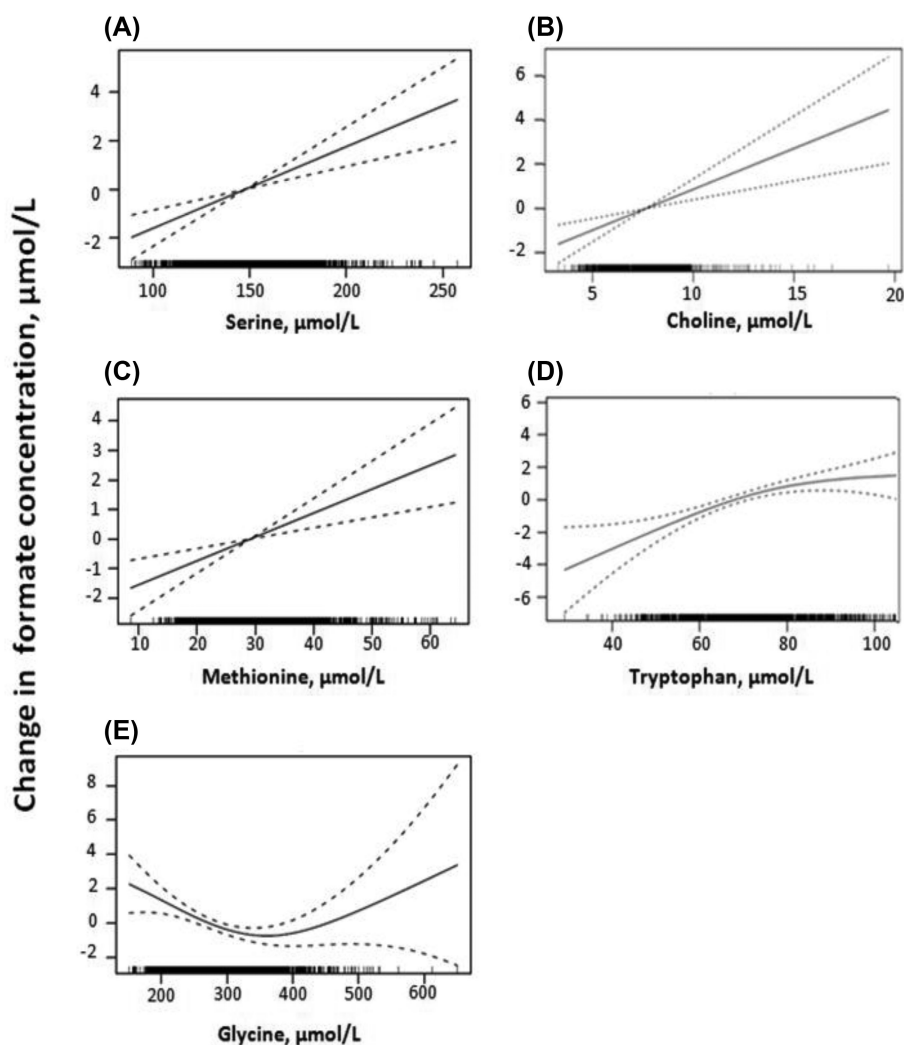 Change in formate concentration, µmol/L
(A)
4
2
0
-2
100 150 200 250
Serine, µmol/L
(B)
6
4
2
0
-2
5 10 15 20
Choline, µmol/L
(C)
4
3
1
1
0
-1
-2
10 20 30 40 50 60
Methionine, µmol/L
(D)
6
4
2
0
-2
-4
-6
40 60 80 100
Tryptophan, µmol/L
(E)
8
6
4
2
0
-2
200 300 400 500 600
Glycine, µmol/L